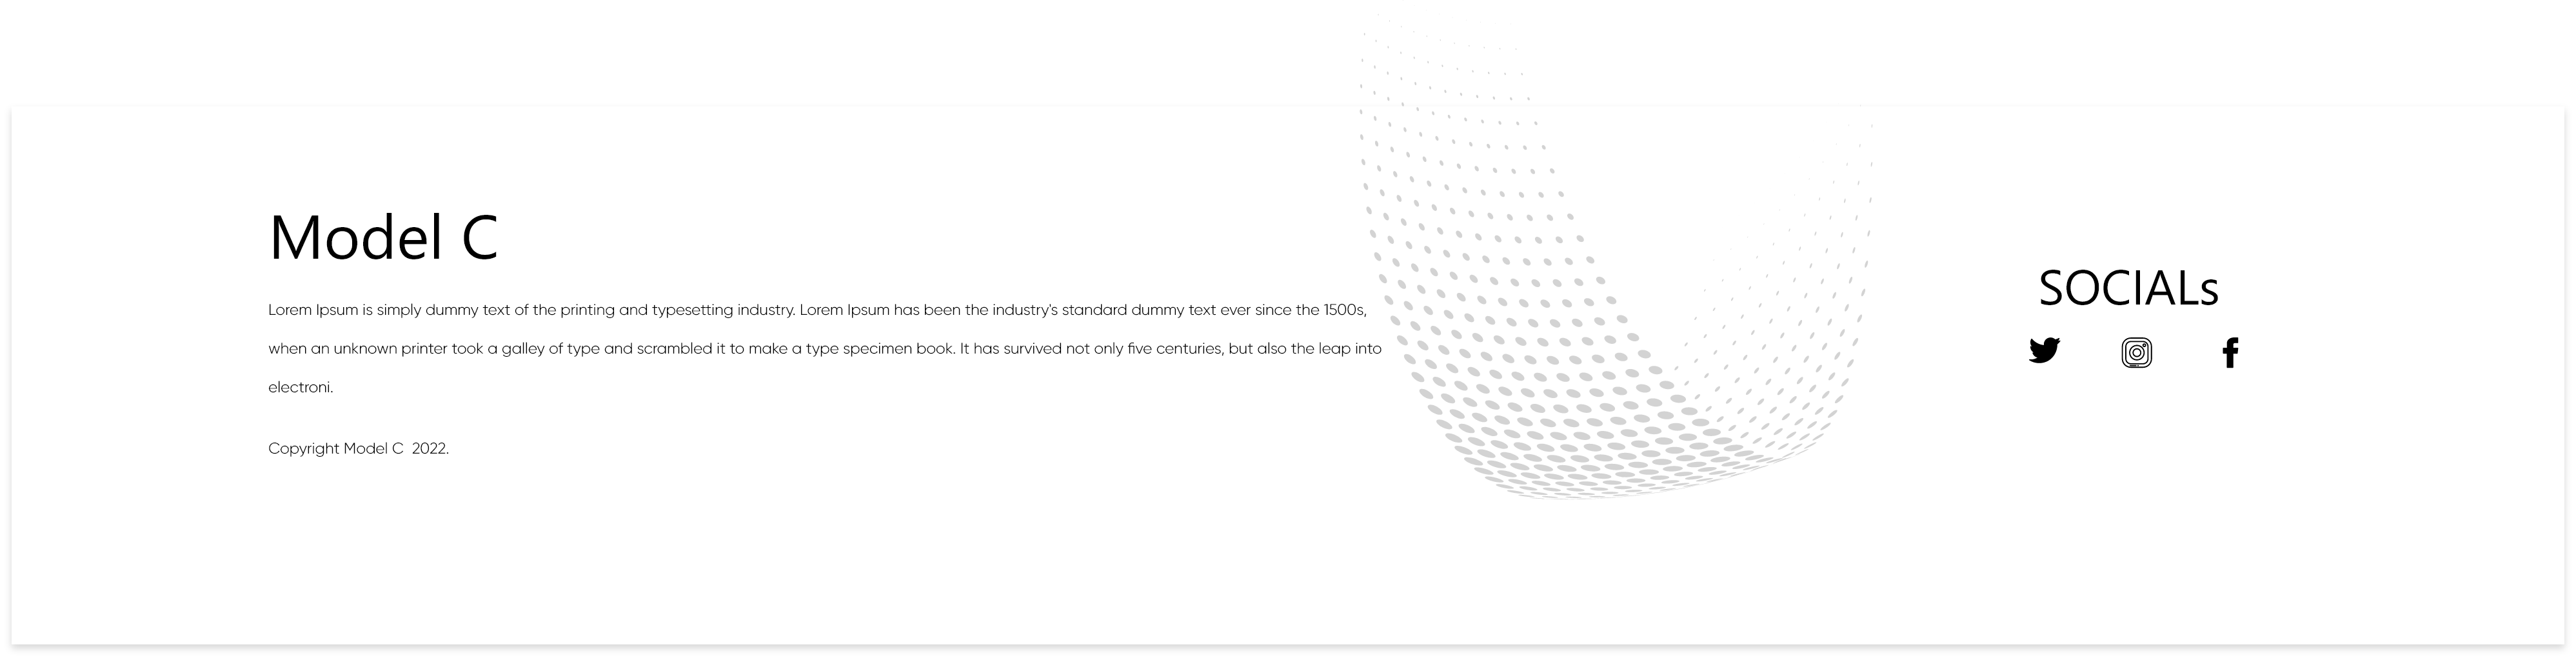 Model C
Lorem Ipsum is simply dummy text of the printing and typesetting industry. Lorem Ipsum has been the industry's standard dummy text ever since the 1500s,
when an unknown printer took a galley of type and scrambled it to make a type specimen book. It has survived not only five centuries, but also the leap into
electroni.
Copyright Model C  2022.
SOCIALs